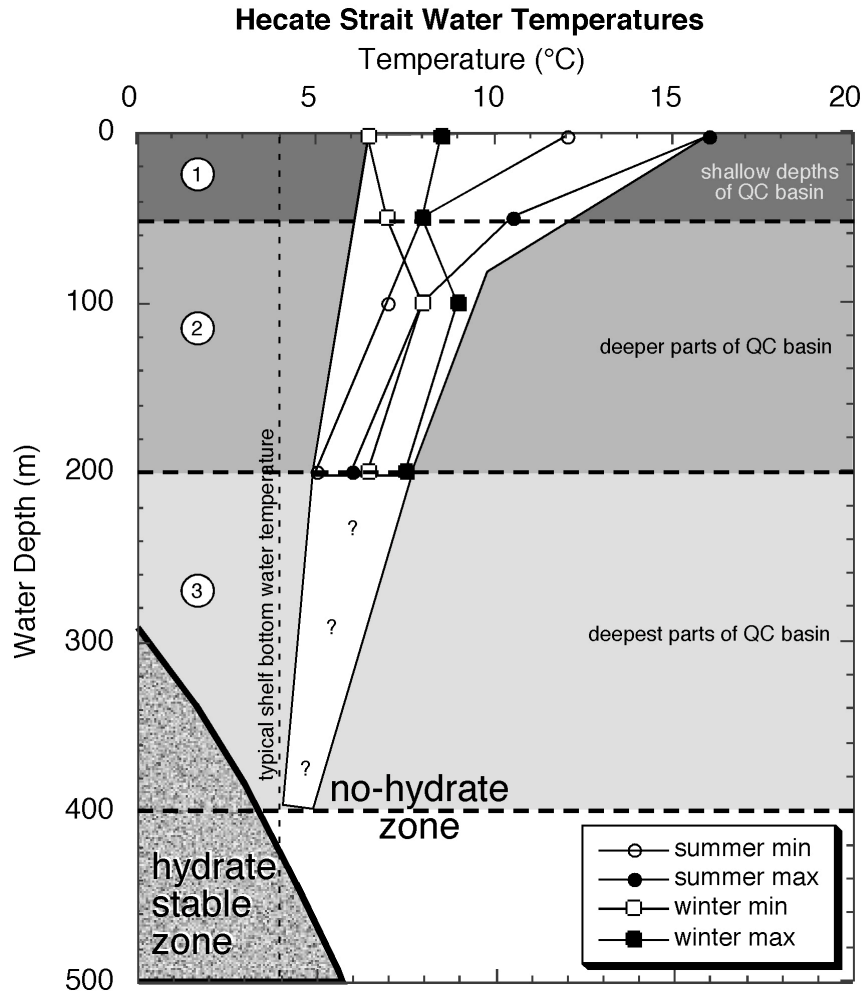 Hecate Strait Water Temperatures
Temperature (°C)
0 5 10 15 20
0
1
shallow depths
of QC basin
100
2
deeper parts of QC basin
Water Depth (m)
200
typical shelf bottom water temperature
?
3
?
300
deepest parts of QC basin
?
no-hydrate
zone
400
hydrate
stable
zone
summer min
summer max
winter min
winter max
500